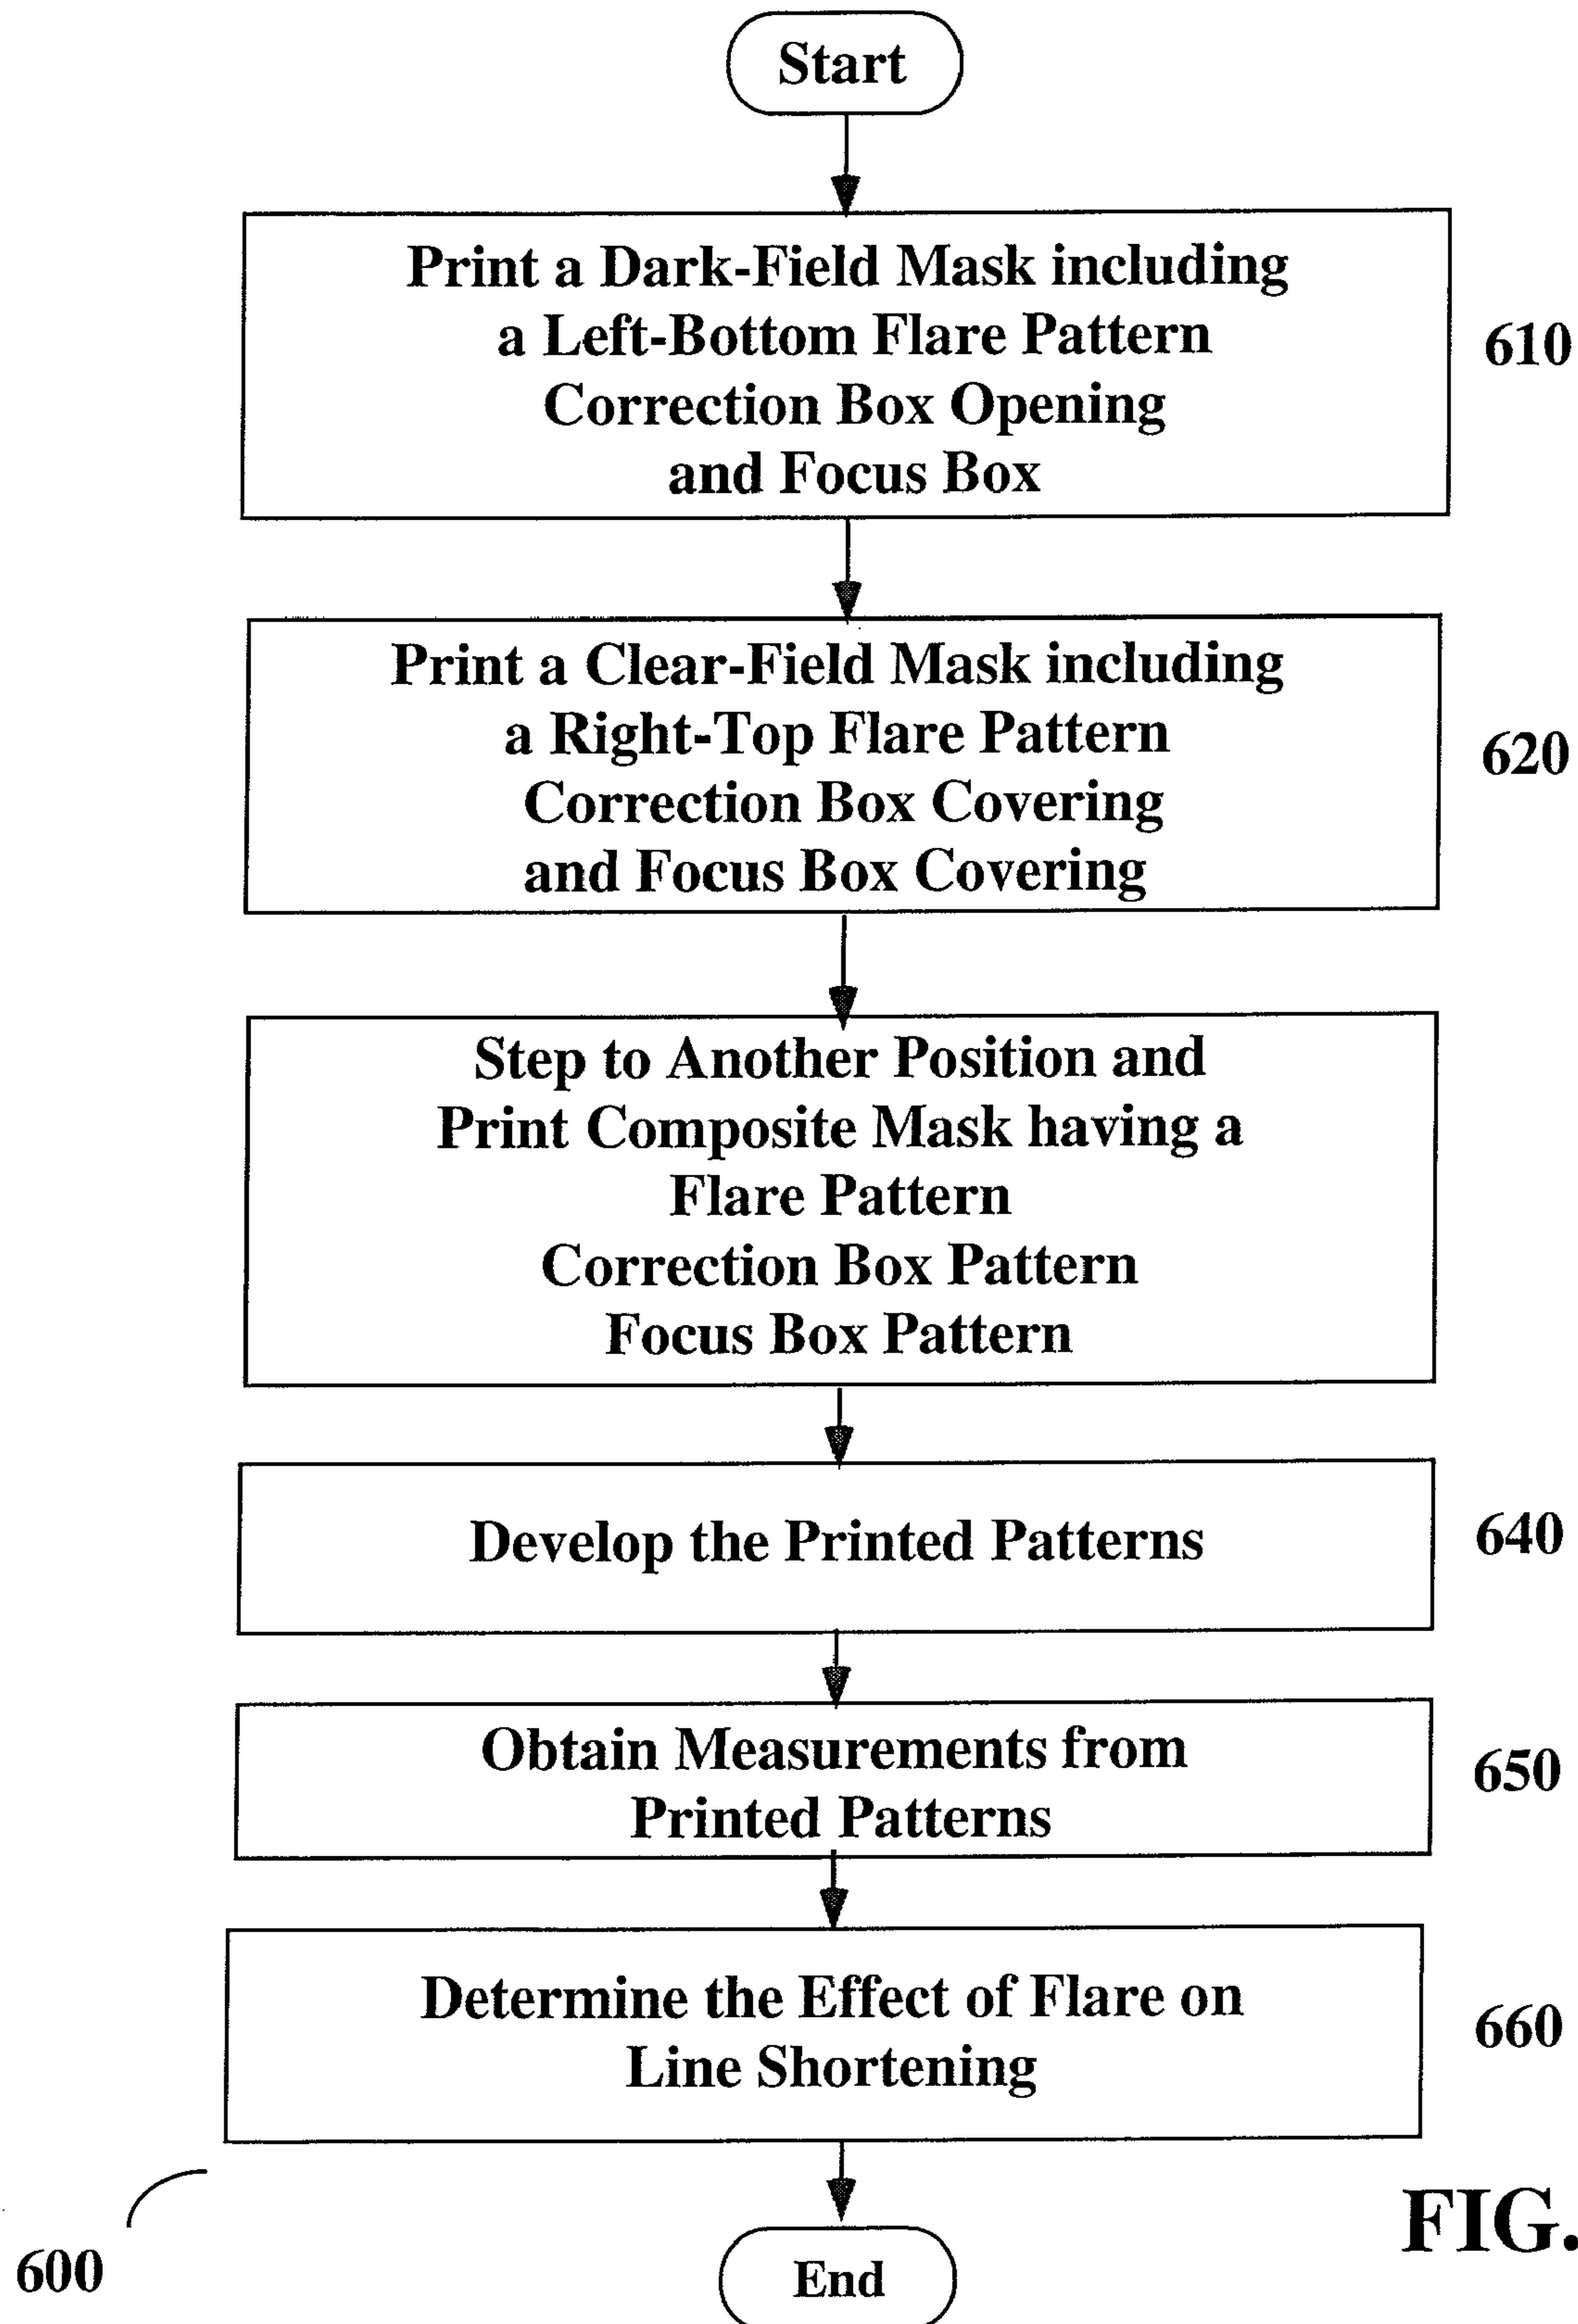 Start
Print a Dark-Field Mask including
a Left-Bottom Flare Pattern
Correction Box Opening
and Focus Box
610
Print a Clear-Field Mask including
a Right-Top Flare Pattern
Correction Box Covering
and Focus Box Covering
620
Step to Another Position and
Print Composite Mask having a
Flare Pattern
Correction Box Pattern
Focus Box Pattern
Develop the Printed Patterns
640
Obtain Measurements from
Printed Patterns
650
Determine the Effect of Flare on
Line Shortening
660
600
End
FIG.